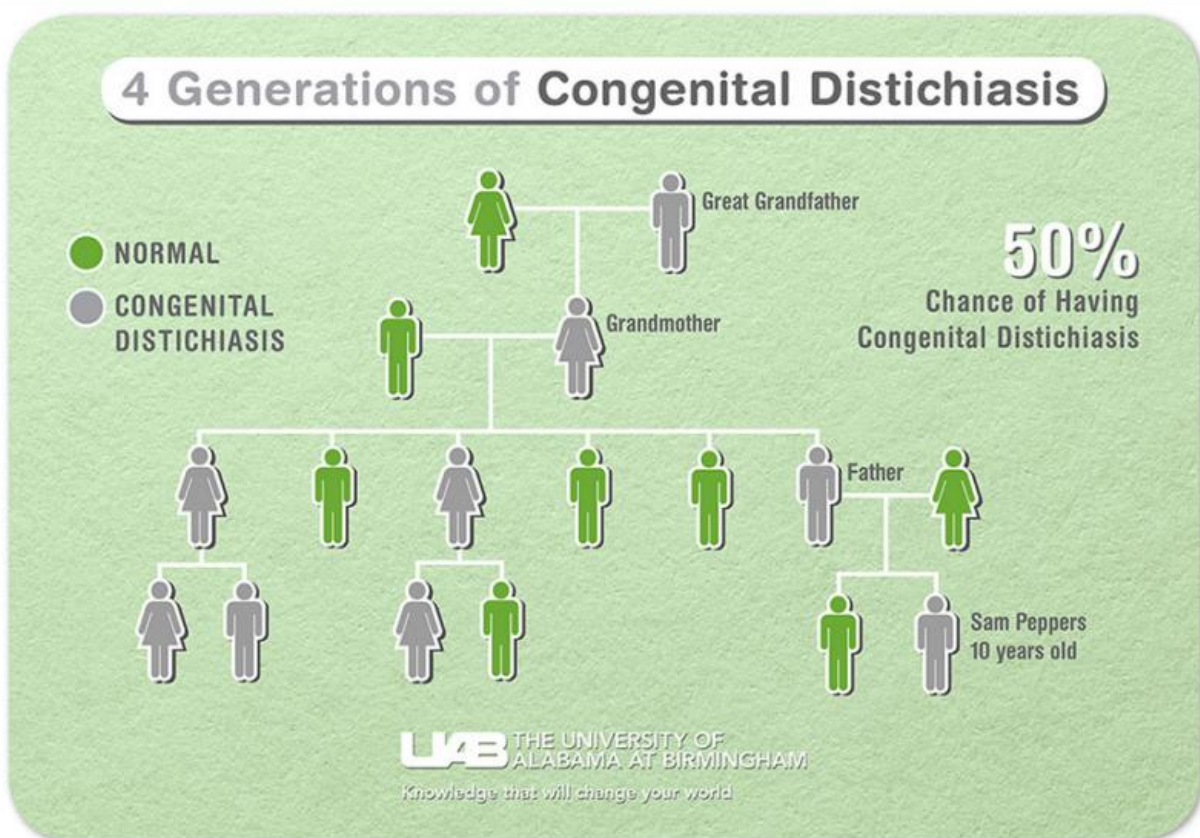 4 Generations of Congenital Distichiasis
Great Grandfather
NORMAL
CONGENITAL
DISTICHIASIS
50%
Chance of Having
Congenital Distichiasis
Grandmother
Father
Sam Peppers
10 years old
UAB THE UNIVERSITY OF
ALABAMA AT BIRMINGHAM
Knowledge that will change your world